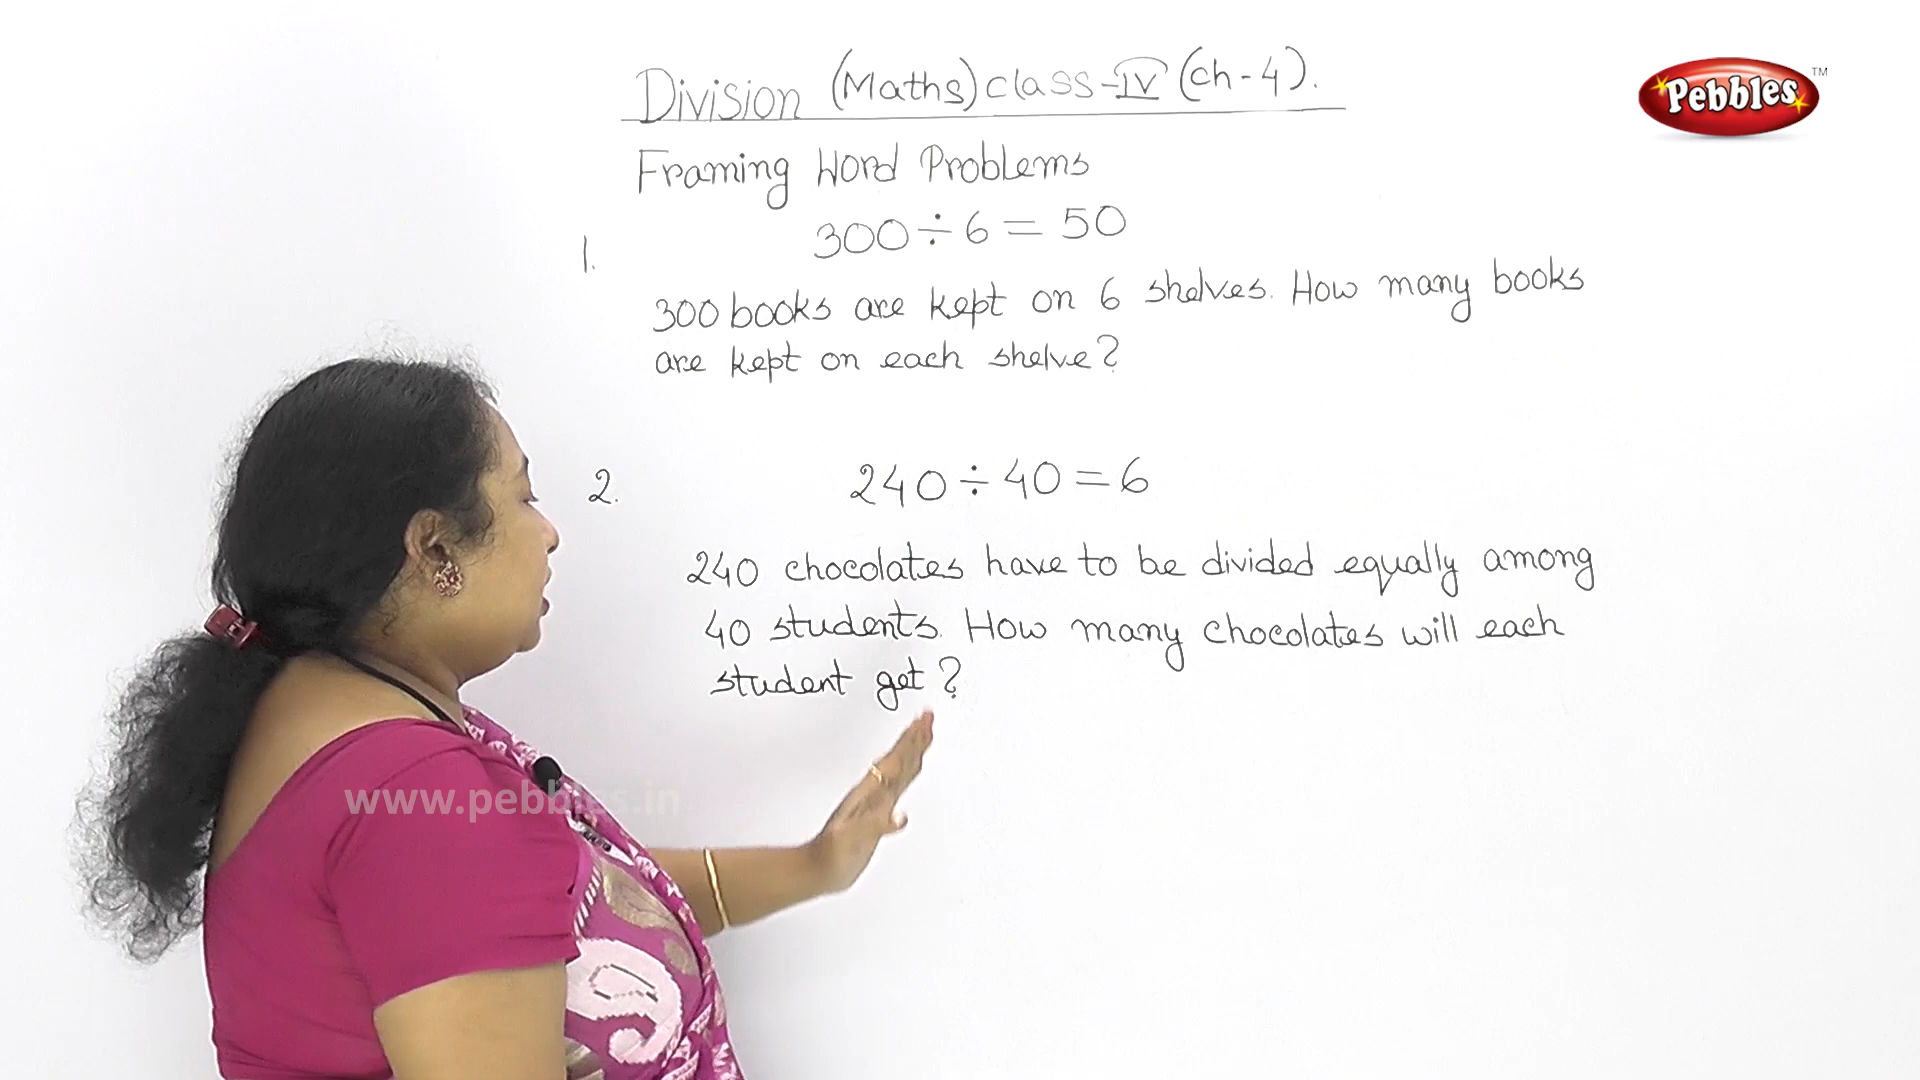 Division (Maths) class-IV (ch-4).
Pebbles™
Framing Word Problems
1. 300 ÷ 6 = 50
300 books are kept on 6 shelves. How many books
are kept on each shelve?
2. 240 ÷ 40 = 6
240 chocolates have to be divided equally among
40 students. How many chocolates will each
student get?
www.pebbles.in